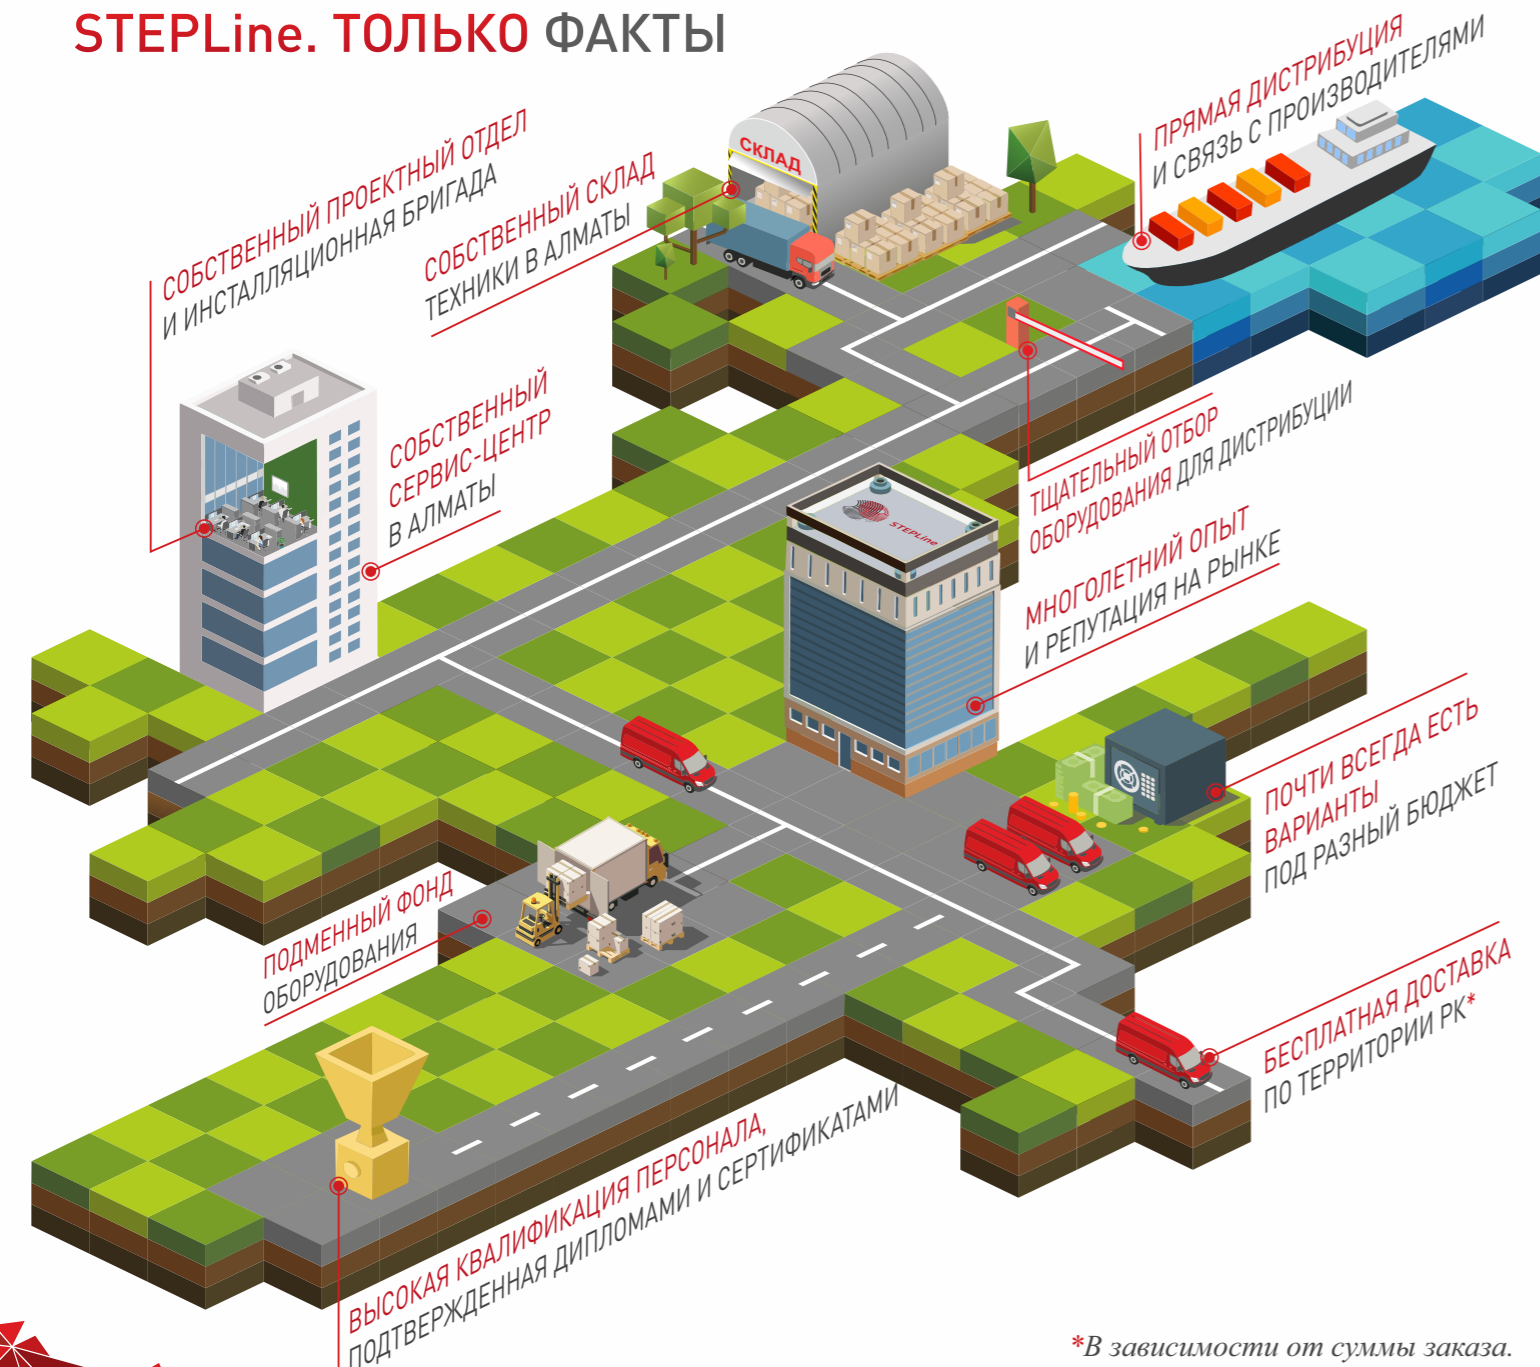 STEPLine. ТОЛЬКО ФАКТЫ
СОБСТВЕННЫЙ ПРОЕКТНЫЙ ОТДЕЛ
И ИНСТАЛЛЯЦИОННАЯ БРИГАДА
СОБСТВЕННЫЙ СКЛАД
ТЕХНИКИ В АЛМАТЫ
СКЛАД
ПРЯМАЯ ДИСТРИБУЦИЯ
И СВЯЗЬ С ПРОИЗВОДИТЕЛЯМИ
СОБСТВЕННЫЙ
СЕРВИС-ЦЕНТР
В АЛМАТЫ
ТЩАТЕЛЬНЫЙ ОТБОР
ОБОРУДОВАНИЯ ДЛЯ ДИСТРИБУЦИИ
STEPLine
МНОГОЛЕТНИЙ ОПЫТ
И РЕПУТАЦИЯ НА РЫНКЕ
ПОЧТИ ВСЕГДА ЕСТЬ
ВАРИАНТЫ
ПОД РАЗНЫЙ БЮДЖЕТ
ПОДМЕННЫЙ ФОНД
ОБОРУДОВАНИЯ
БЕСПЛАТНАЯ ДОСТАВКА
ПО ТЕРРИТОРИИ РК*
ВЫСОКАЯ КВАЛИФИКАЦИЯ ПЕРСОНАЛА,
ПОДТВЕРЖДЕННАЯ ДИПЛОМАМИ И СЕРТИФИКАТАМИ
*В зависимости от суммы заказа.